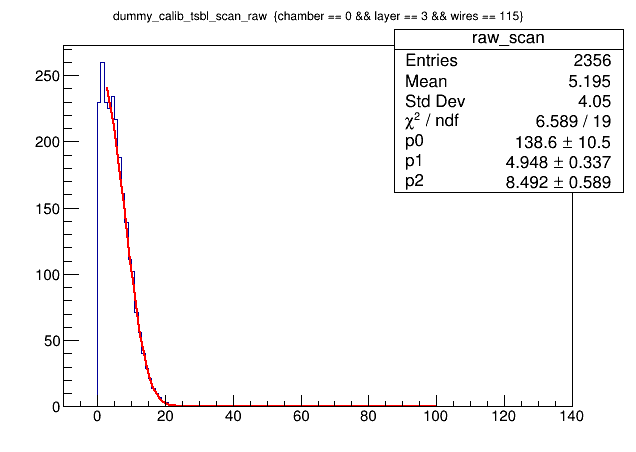 dummy_calib_tsbl_scan_raw {chamber == 0 && layer == 3 && wires == 115}
raw_scan
Entries 2356
Mean 5.195
Std Dev 4.05
χ² / ndf 6.589 / 19
p0 138.6 ± 10.5
p1 4.948 ± 0.337
p2 8.492 ± 0.589
250
200
150
100
50
0
0 20 40 60 80 100 120 140